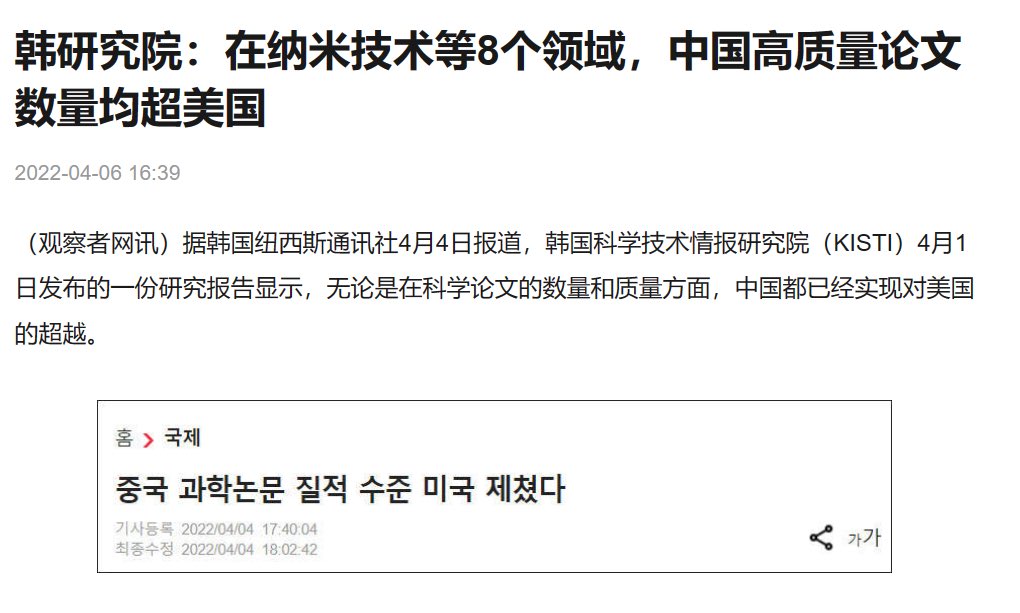 韩研究院：在纳米技术等8个领域，中国高质量论文
数量均超美国
2022-04-06 16:39
（观察者网讯）据韩国纽西斯通讯社4月4日报道，韩国科学技术情报研究院（KISTI）4月1
日发布的一份研究报告显示，无论是在科学论文的数量和质量方面，中国都已经实现对美国
的超越。
홈 > 국제
중국 과학논문 질적 수준 미국 제쳤다
기사등록 2022/04/04 17:40:04
최종수정 2022/04/04 18:02:42
가가